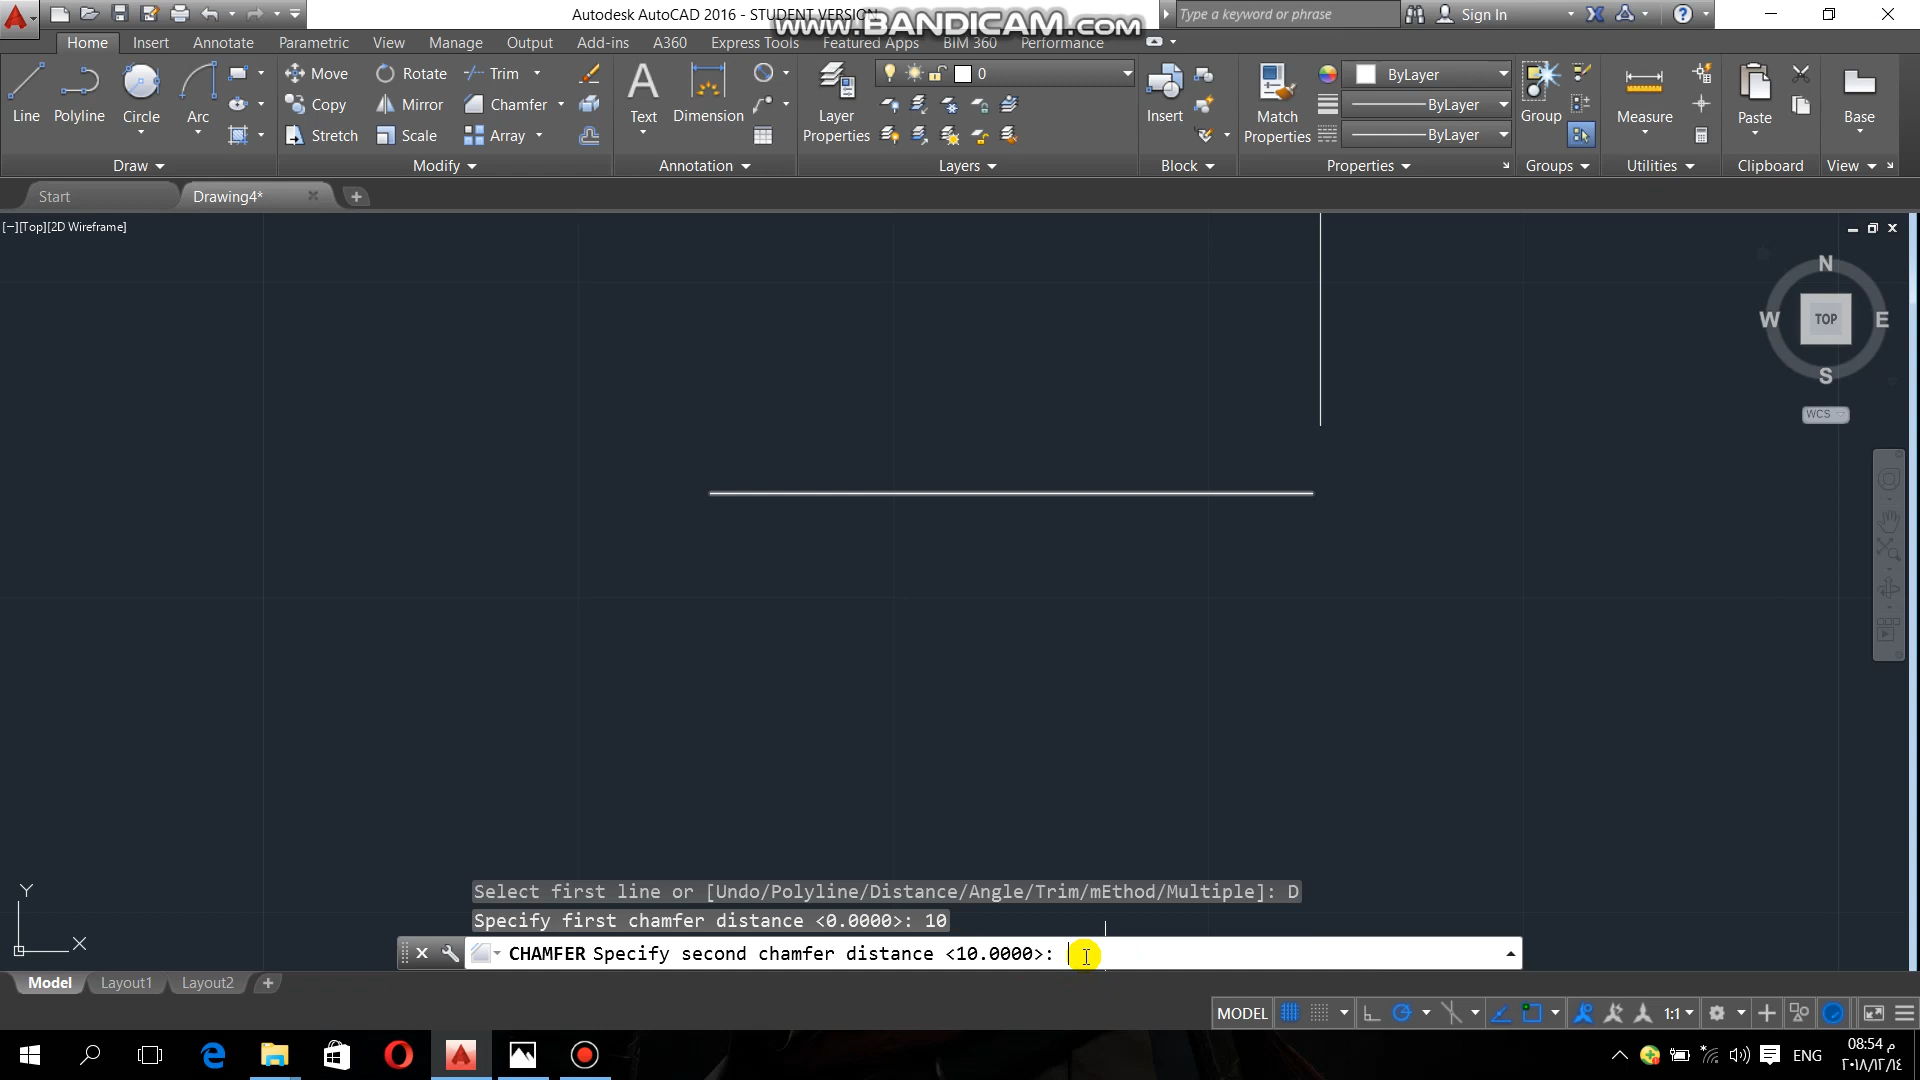 Autodesk AutoCAD 2016 - STUDENT VERSION
www.BANDICAM.com
Type a keyword or phrase
Sign In
Home Insert Annotate Parametric View Manage Output Add-ins A360 Express Tools Featured Apps BIM 360 Performance
Line Polyline Circle Arc
Draw
Move Rotate Trim
Copy Mirror Chamfer
Stretch Scale Array
Modify
Text Dimension
Annotation
Layer Properties
0
Layers
Insert
Block
Match Properties
ByLayer
ByLayer
ByLayer
Properties
Group
Groups
Measure
Utilities
Paste
Clipboard
Base
View
Start Drawing4*
[−][Top][2D Wireframe]
N
W TOP E
S
WCS
Y
X
Select first line or [Undo/Polyline/Distance/Angle/Trim/mEthod/Multiple]: D
Specify first chamfer distance <0.0000>: 10
CHAMFER Specify second chamfer distance <10.0000>:
Model Layout1 Layout2
MODEL 1:1
ENG
08:54 م
٢٠١٨/١٢/١٤